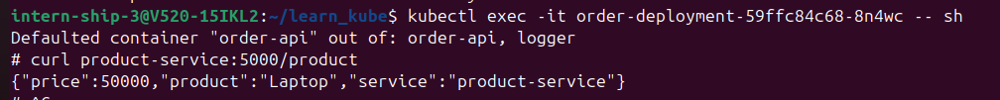 intern-ship-3@V520-15IKL2:~/learn_kube$ kubectl exec -it order-deployment-59ffc84c68-8n4wc -- sh
Defaulted container "order-api" out of: order-api, logger
# curl product-service:5000/product
{"price":50000,"product":"Laptop","service":"product-service"}